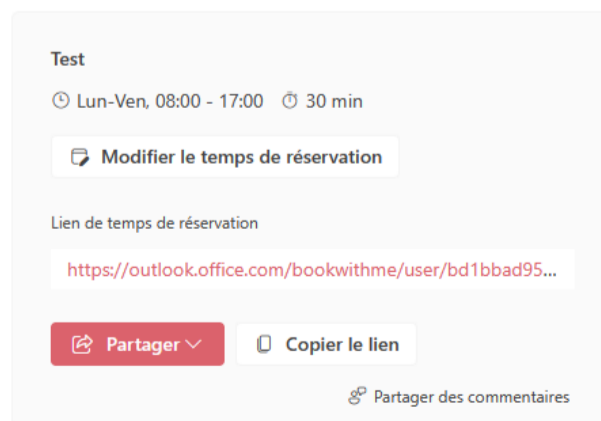 Test
Lun-Ven, 08:00 - 17:00 30 min
Modifier le temps de réservation
Lien de temps de réservation
https://outlook.office.com/bookwithme/user/bd1bbad95...
Partager
Copier le lien
Partager des commentaires